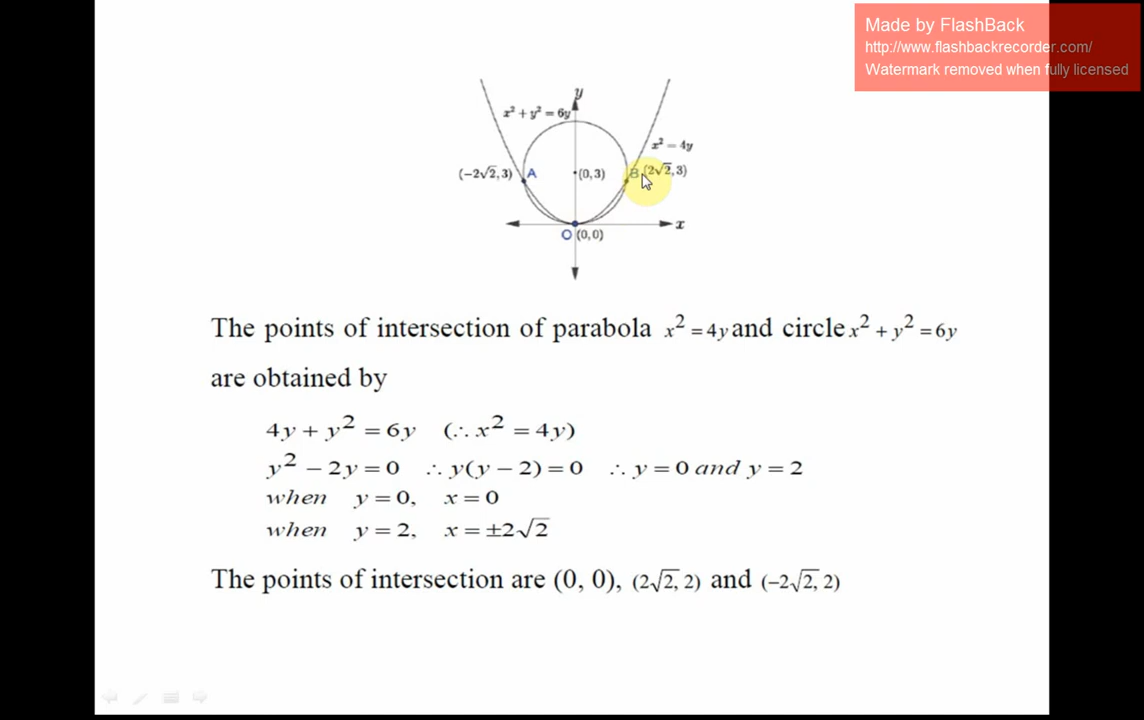 Made by FlashBack
http://www.flashbackrecorder.com/
Watermark removed when fully licensed
y
x² + y² = 6y
x² = 4y
(−2√2, 3) A (0, 3) B (2√2, 3)
x
O (0, 0)
The points of intersection of parabola x² = 4y and circle x² + y² = 6y
are obtained by
4y + y² = 6y (∴ x² = 4y)
y² − 2y = 0 ∴ y(y − 2) = 0 ∴ y = 0 and y = 2
when y = 0, x = 0
when y = 2, x = ±2√2
The points of intersection are (0, 0), (2√2, 2) and (−2√2, 2)